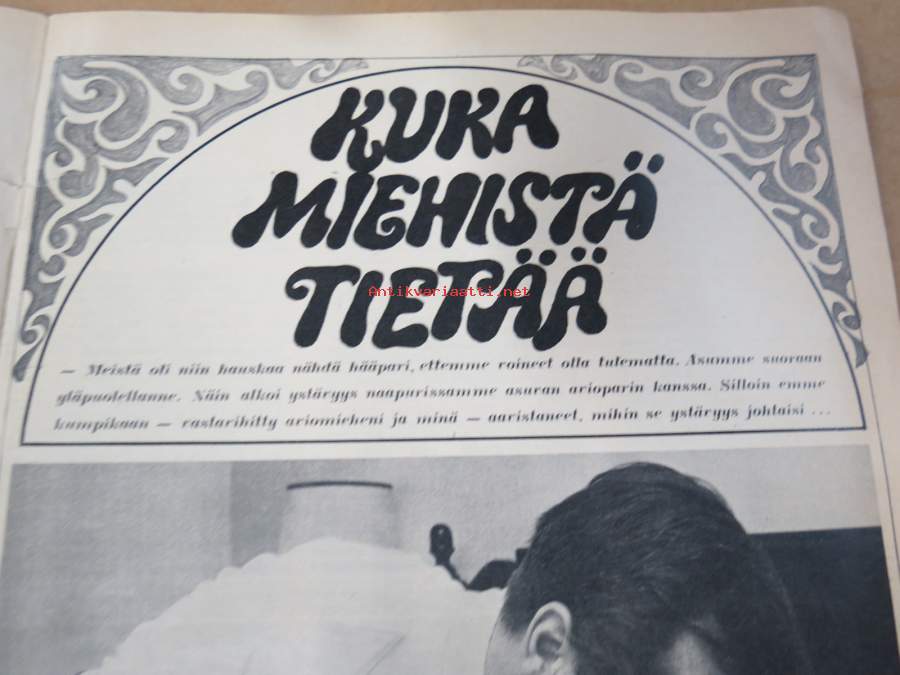 KUKA
MIEHISTÄ
TIETÄÄ
Antikvariaatti.net
— Meistä oli niin hauskaa nähdä hääpari, ettemme voineet olla tulematta. Asumme suoraan
yläpuolellanne. Näin alkoi ystävyys naapurissamme asuvan avioparin kanssa. Silloin emme
kumpikaan — vastavihitty aviomieheni ja minä — aavistaneet, mihin se ystävyys johtaisi ...